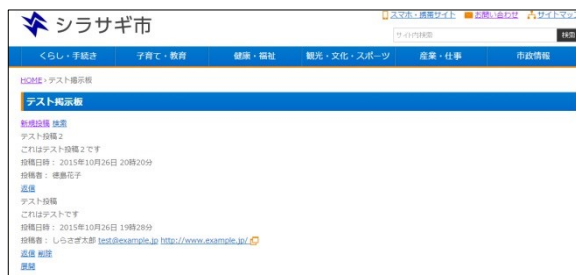 シラサギ市
スマホ・携帯サイト お問い合わせ サイトマップ
サイト内検索 検索
くらし・手続き 子育て・教育 健康・福祉 観光・文化・スポーツ 産業・仕事 市政情報
HOME › テスト掲示板
テスト掲示板
新規投稿 検索
テスト投稿２
これはテスト投稿２です
投稿日時： 2015年10月26日 20時20分
投稿者： 徳島花子
返信
テスト投稿
これはテストです
投稿日時： 2015年10月26日 19時28分
投稿者： しらさぎ太郎 test@example.jp http://www.example.jp/
返信 削除
展開